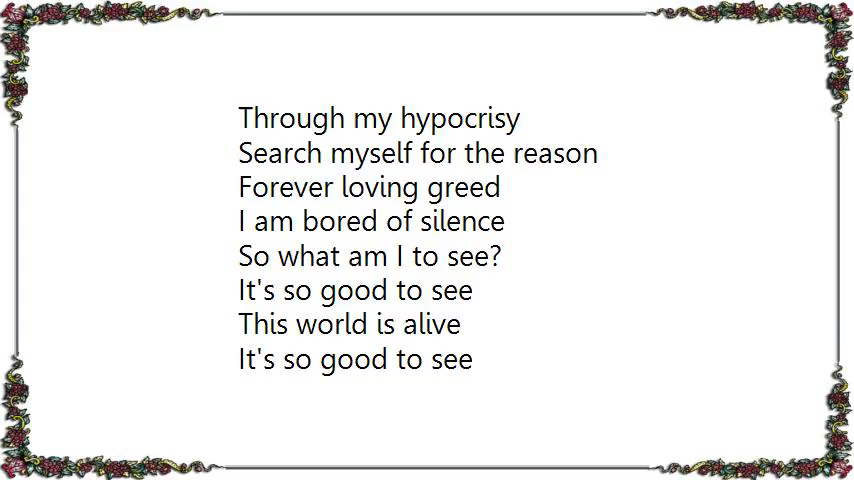 Through my hypocrisy
Search myself for the reason
Forever loving greed
I am bored of silence
So what am I to see?
It's so good to see
This world is alive
It's so good to see